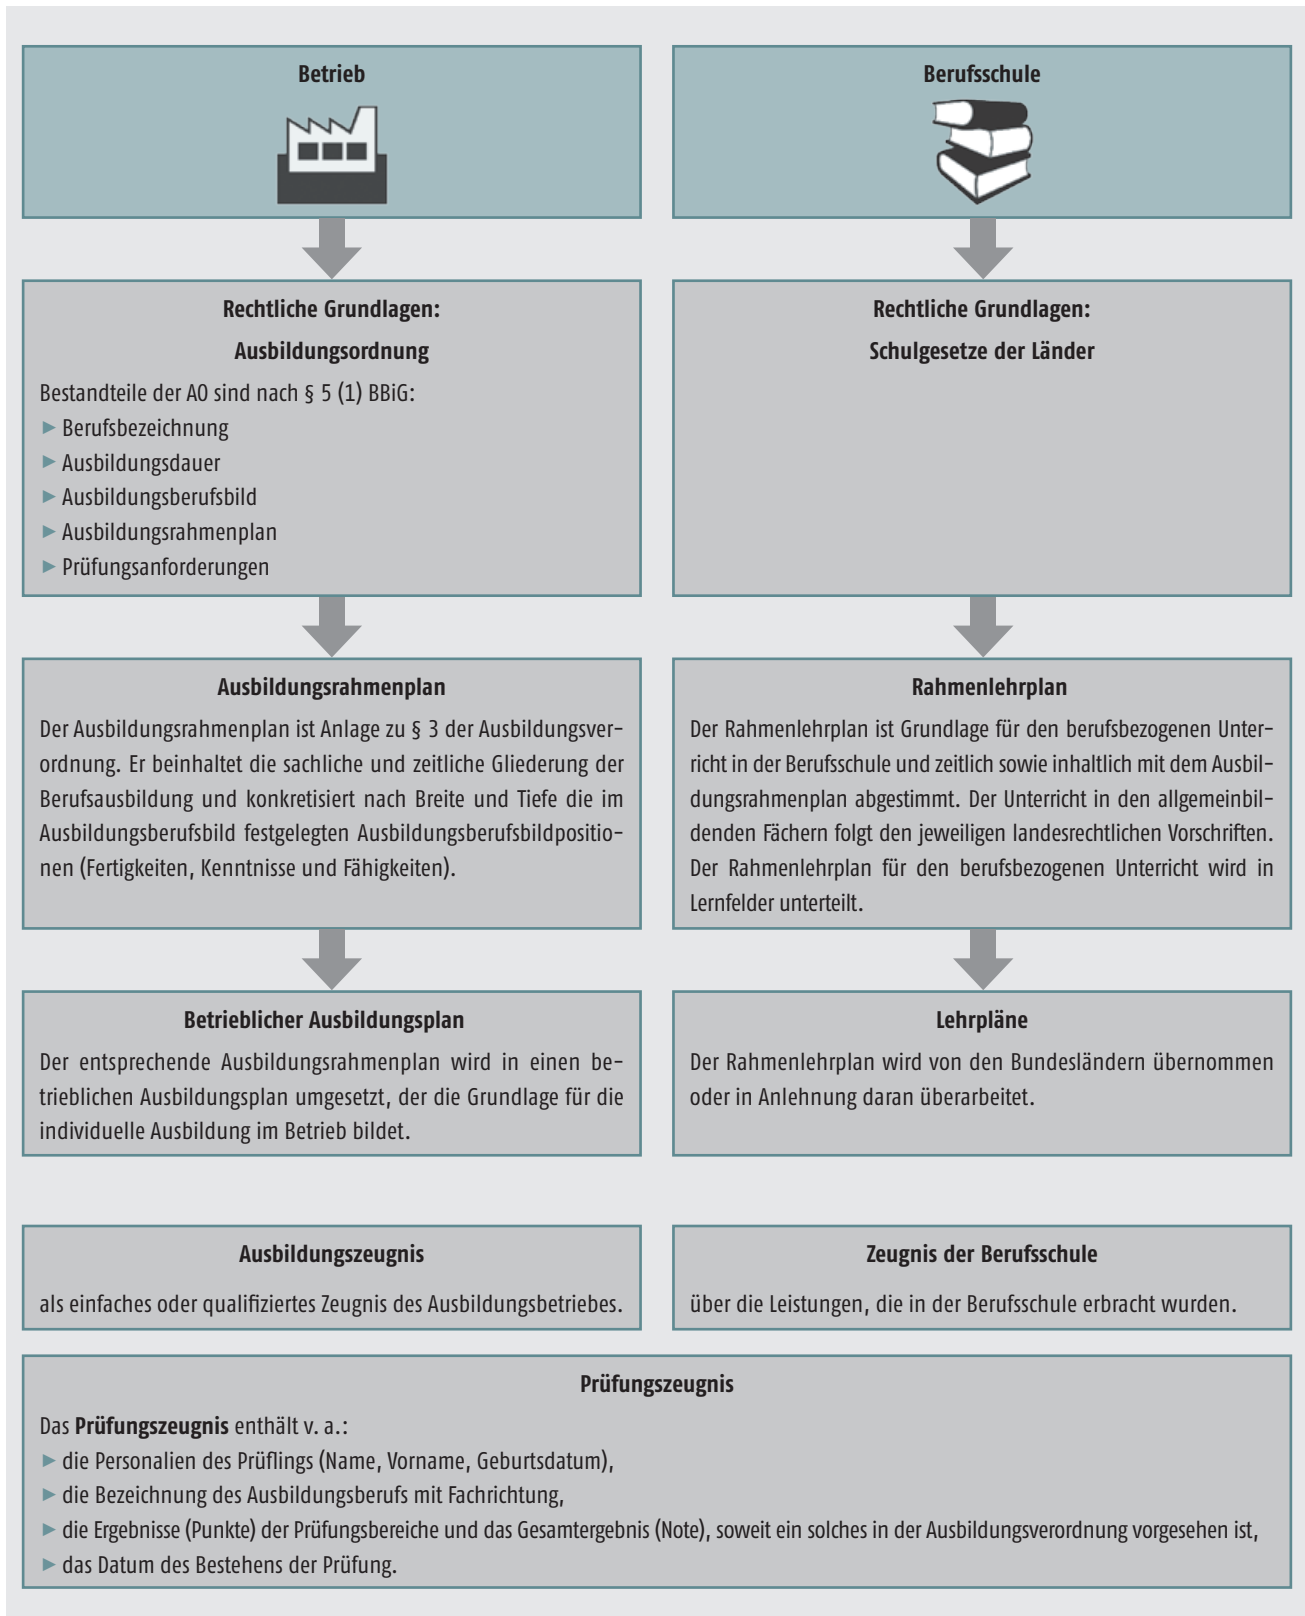 Betrieb
Berufsschule
Rechtliche Grundlagen:
Ausbildungsordnung
Bestandteile der AO sind nach § 5 (1) BBiG:
► Berufsbezeichnung
► Ausbildungsdauer
► Ausbildungsberufsbild
► Ausbildungsrahmenplan
► Prüfungsanforderungen
Rechtliche Grundlagen:
Schulgesetze der Länder
Ausbildungsrahmenplan
Der Ausbildungsrahmenplan ist Anlage zu § 3 der Ausbildungsver-
ordnung. Er beinhaltet die sachliche und zeitliche Gliederung der
Berufsausbildung und konkretisiert nach Breite und Tiefe die im
Ausbildungsberufsbild festgelegten Ausbildungsberufsbildpositio-
nen (Fertigkeiten, Kenntnisse und Fähigkeiten).
Rahmenlehrplan
Der Rahmenlehrplan ist Grundlage für den berufsbezogenen Unter-
richt in der Berufsschule und zeitlich sowie inhaltlich mit dem Ausbil-
dungsrahmenplan abgestimmt. Der Unterricht in den allgemeinbil-
denden Fächern folgt den jeweiligen landesrechtlichen Vorschriften.
Der Rahmenlehrplan für den berufsbezogenen Unterricht wird in
Lernfelder unterteilt.
Betrieblicher Ausbildungsplan
Der entsprechende Ausbildungsrahmenplan wird in einen be-
trieblichen Ausbildungsplan umgesetzt, der die Grundlage für die
individuelle Ausbildung im Betrieb bildet.
Lehrpläne
Der Rahmenlehrplan wird von den Bundesländern übernommen
oder in Anlehnung daran überarbeitet.
Ausbildungszeugnis
als einfaches oder qualifiziertes Zeugnis des Ausbildungsbetriebes.
Zeugnis der Berufsschule
über die Leistungen, die in der Berufsschule erbracht wurden.
Prüfungszeugnis
Das Prüfungszeugnis enthält v. a.:
► die Personalien des Prüflings (Name, Vorname, Geburtsdatum),
► die Bezeichnung des Ausbildungsberufs mit Fachrichtung,
► die Ergebnisse (Punkte) der Prüfungsbereiche und das Gesamtergebnis (Note), soweit ein solches in der Ausbildungsverordnung vorgesehen ist,
► das Datum des Bestehens der Prüfung.